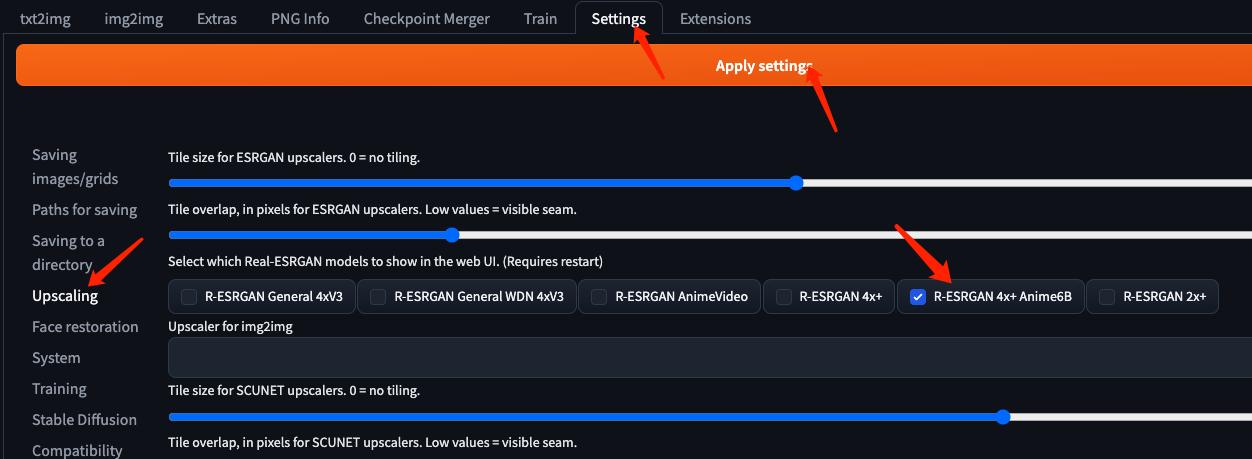 txt2img img2img Extras PNG Info Checkpoint Merger Train Settings Extensions
Apply settings
Saving
images/grids
Paths for saving
Saving to a
directory
Upscaling
Face restoration
System
Training
Stable Diffusion
Compatibility
Tile size for ESRGAN upscalers. 0 = no tiling.
Tile overlap, in pixels for ESRGAN upscalers. Low values = visible seam.
Select which Real-ESRGAN models to show in the web UI. (Requires restart)
R-ESRGAN General 4xV3 R-ESRGAN General WDN 4xV3 R-ESRGAN AnimeVideo R-ESRGAN 4x+ R-ESRGAN 4x+ Anime6B R-ESRGAN 2x+
Upscaler for img2img
Tile size for SCUNET upscalers. 0 = no tiling.
Tile overlap, in pixels for SCUNET upscalers. Low values = visible seam.